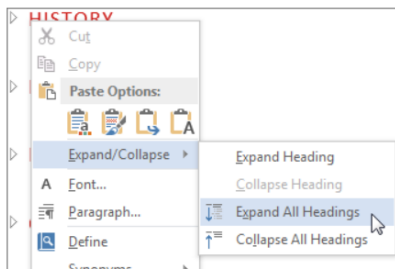 HISTORY
Cut
Copy
Paste Options:
Expand/Collapse
Expand Heading
Collapse Heading
Font...
Expand All Headings
Paragraph...
Collapse All Headings
Define
Synonyms